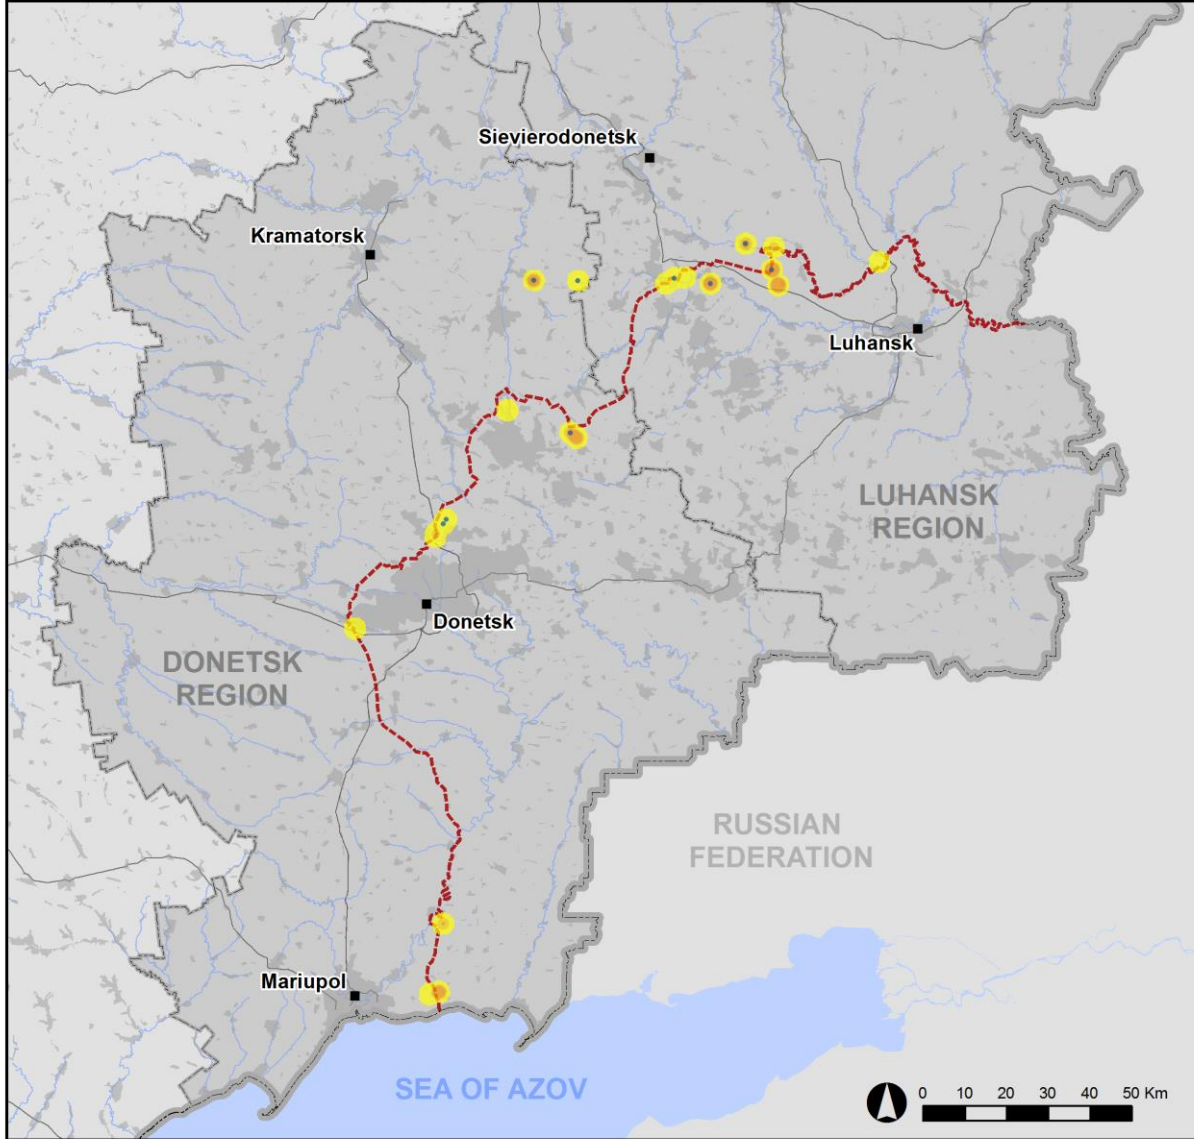 Sievierodonetsk
Kramatorsk
Luhansk
LUHANSK
REGION
Donetsk
DONETSK
REGION
RUSSIAN
FEDERATION
Mariupol
SEA OF AZOV
0 10 20 30 40 50 Km